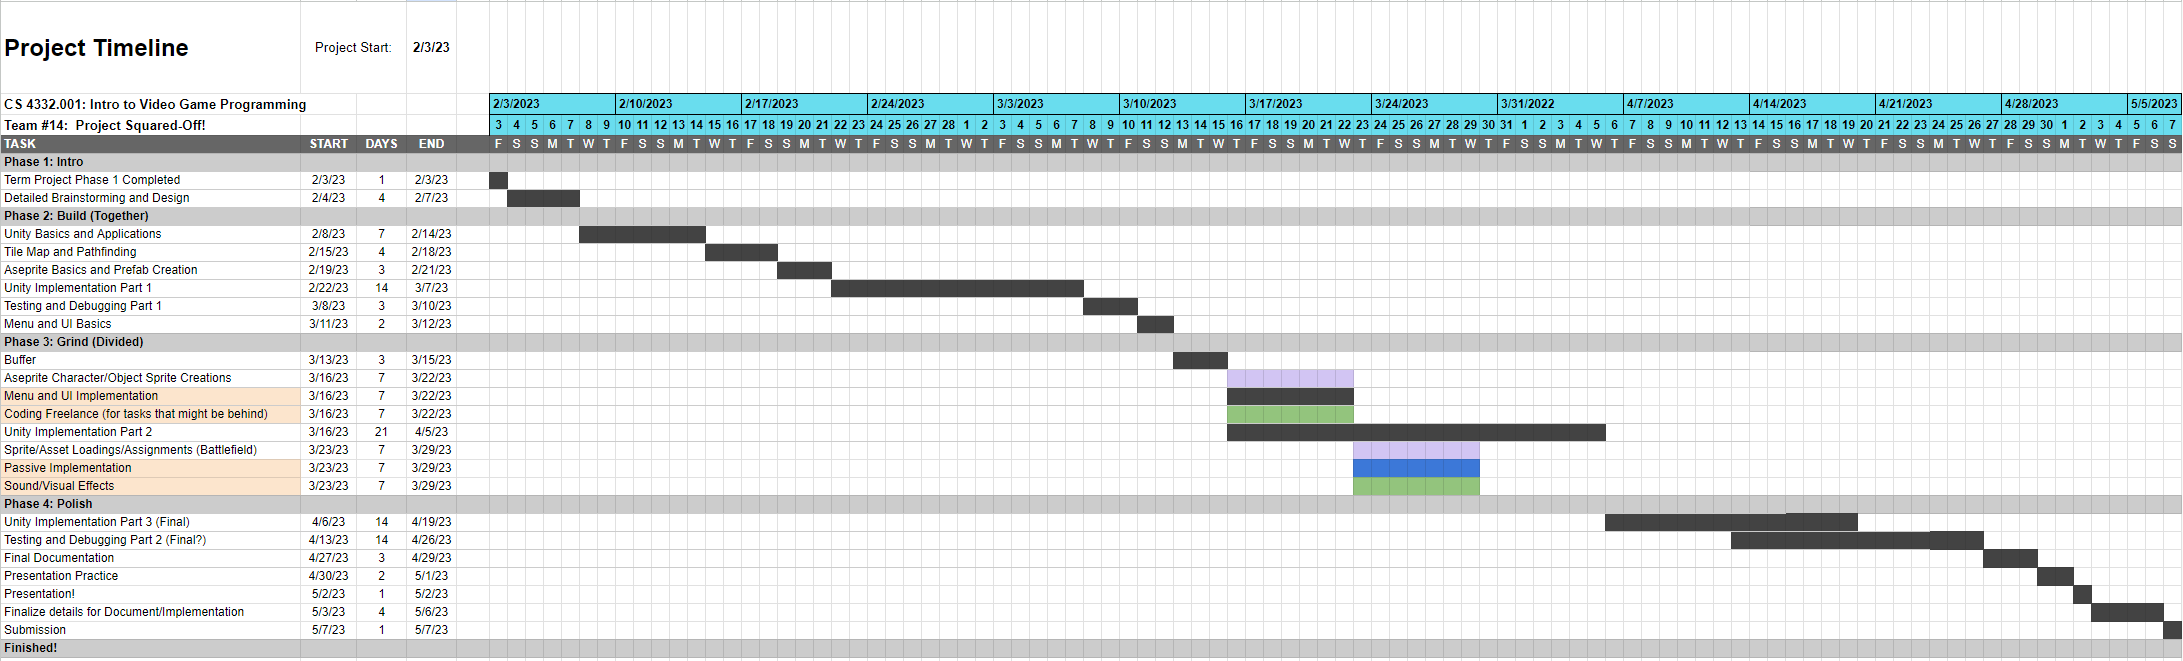 Project Timeline Project Start: 2/3/23
CS 4332.001: Intro to Video Game Programming 2/3/2023 2/10/2023 2/17/2023 2/24/2023 3/3/2023 3/10/2023 3/17/2023 3/24/2023 3/31/2022 4/7/2023 4/14/2023 4/21/2023 4/28/2023 5/5/2023
Team #14: Project Squared-Off! 3 4 5 6 7 8 9 10 11 12 13 14 15 16 17 18 19 20 21 22 23 24 25 26 27 28 1 2 3 4 5 6 7 8 9 10 11 12 13 14 15 16 17 18 19 20 21 22 23 24 25 26 27 28 29 30 31 1 2 3 4 5 6 7 8 9 10 11 12 13 14 15 16 17 18 19 20 21 22 23 24 25 26 27 28 29 30 1 2 3 4 5 6 7
TASK START DAYS END F S S M T W T F S S M T W T F S S M T W T F S S M T W T F S S M T W T F S S M T W T F S S M T W T F S S M T W T F S S M T W T F S S M T W T F S S M T W T F S S M T W T F S S M T W T F S S
Phase 1: Intro
Term Project Phase 1 Completed 2/3/23 1 2/3/23
Detailed Brainstorming and Design 2/4/23 4 2/7/23
Phase 2: Build (Together)
Unity Basics and Applications 2/8/23 7 2/14/23
Tile Map and Pathfinding 2/15/23 4 2/18/23
Aseprite Basics and Prefab Creation 2/19/23 3 2/21/23
Unity Implementation Part 1 2/22/23 14 3/7/23
Testing and Debugging Part 1 3/8/23 3 3/10/23
Menu and UI Basics 3/11/23 2 3/12/23
Phase 3: Grind (Divided)
Buffer 3/13/23 3 3/15/23
Aseprite Character/Object Sprite Creations 3/16/23 7 3/22/23
Menu and UI Implementation 3/16/23 7 3/22/23
Coding Freelance (for tasks that might be behind) 3/16/23 7 3/22/23
Unity Implementation Part 2 3/16/23 21 4/5/23
Sprite/Asset Loadings/Assignments (Battlefield) 3/23/23 7 3/29/23
Passive Implementation 3/23/23 7 3/29/23
Sound/Visual Effects 3/23/23 7 3/29/23
Phase 4: Polish
Unity Implementation Part 3 (Final) 4/6/23 14 4/19/23
Testing and Debugging Part 2 (Final?) 4/13/23 14 4/26/23
Final Documentation 4/27/23 3 4/29/23
Presentation Practice 4/30/23 2 5/1/23
Presentation! 5/2/23 1 5/2/23
Finalize details for Document/Implementation 5/3/23 4 5/6/23
Submission 5/7/23 1 5/7/23
Finished!